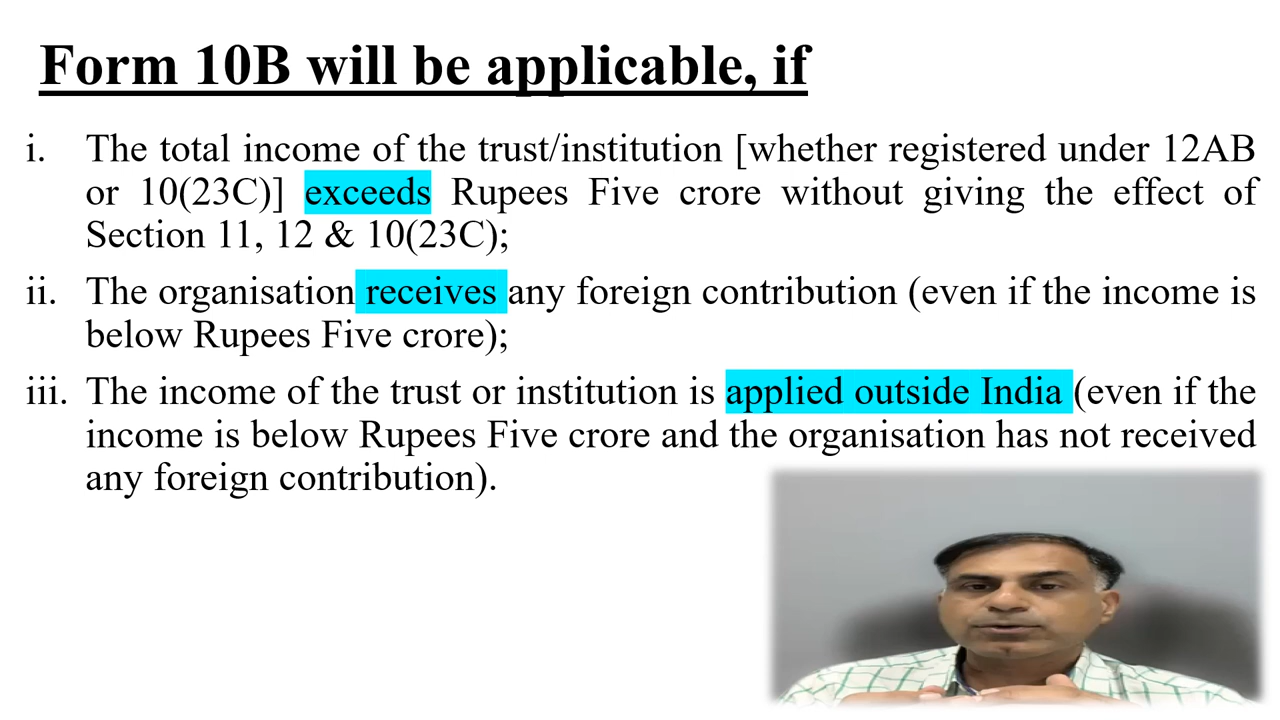 Form 10B will be applicable, if
i. The total income of the trust/institution [whether registered under 12AB
or 10(23C)] exceeds Rupees Five crore without giving the effect of
Section 11, 12 & 10(23C);
ii. The organisation receives any foreign contribution (even if the income is
below Rupees Five crore);
iii. The income of the trust or institution is applied outside India (even if the
income is below Rupees Five crore and the organisation has not received
any foreign contribution).